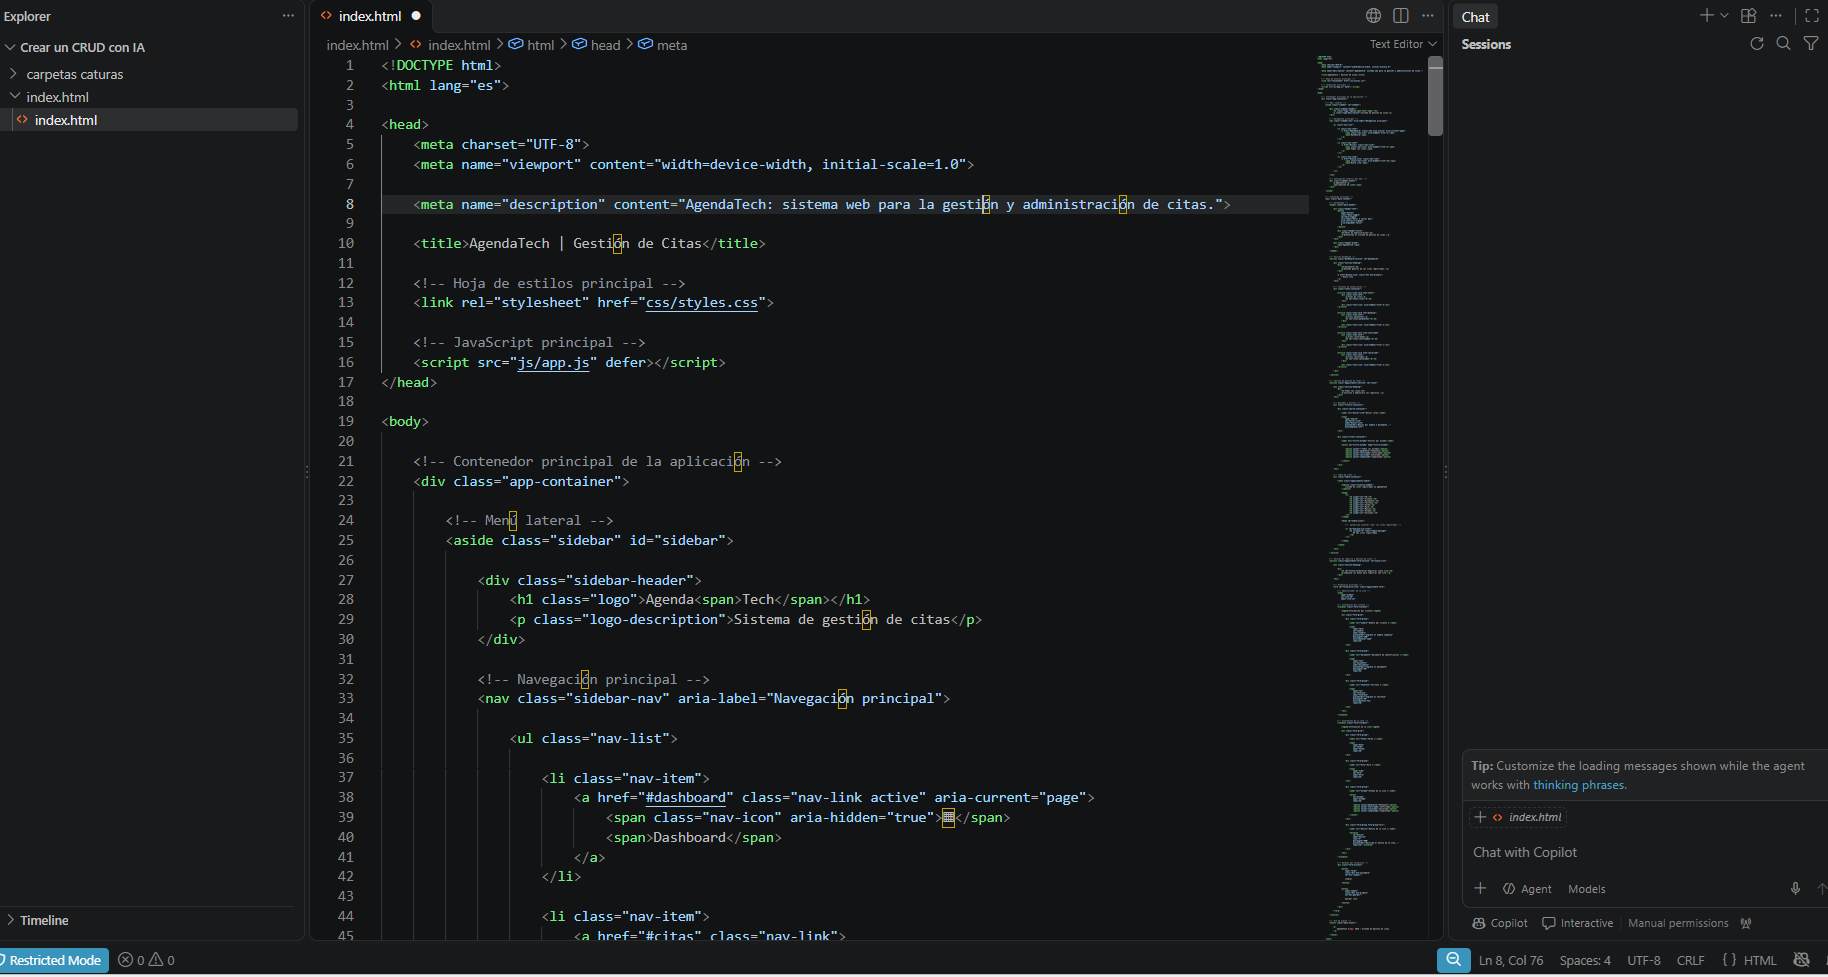 Explorer
Crear un CRUD con IA
carpetas caturas
index.html
index.html
Timeline
index.html
index.html > index.html > html > head > meta
Text Editor
1 <!DOCTYPE html>
2 <html lang="es">
3
4 <head>
5 <meta charset="UTF-8">
6 <meta name="viewport" content="width=device-width, initial-scale=1.0">
7
8 <meta name="description" content="AgendaTech: sistema web para la gestión y administración de citas.">
9
10 <title>AgendaTech | Gestión de Citas</title>
11
12 <!-- Hoja de estilos principal -->
13 <link rel="stylesheet" href="css/styles.css">
14
15 <!-- JavaScript principal -->
16 <script src="js/app.js" defer></script>
17 </head>
18
19 <body>
20
21 <!-- Contenedor principal de la aplicación -->
22 <div class="app-container">
23
24 <!-- Menú lateral -->
25 <aside class="sidebar" id="sidebar">
26
27 <div class="sidebar-header">
28 <h1 class="logo">Agenda<span>Tech</span></h1>
29 <p class="logo-description">Sistema de gestión de citas</p>
30 </div>
31
32 <!-- Navegación principal -->
33 <nav class="sidebar-nav" aria-label="Navegación principal">
34
35 <ul class="nav-list">
36
37 <li class="nav-item">
38 <a href="#dashboard" class="nav-link active" aria-current="page">
39 <span class="nav-icon" aria-hidden="true">▦</span>
40 <span>Dashboard</span>
41 </a>
42 </li>
43
44 <li class="nav-item">
45 <a href="#citas" class="nav-link">
Chat
Sessions
Tip: Customize the loading messages shown while the agent
works with thinking phrases.
index.html
Chat with Copilot
Agent Models
Copilot Interactive Manual permissions
Restricted Mode 0 0
Ln 8, Col 76 Spaces: 4 UTF-8 CRLF { } HTML